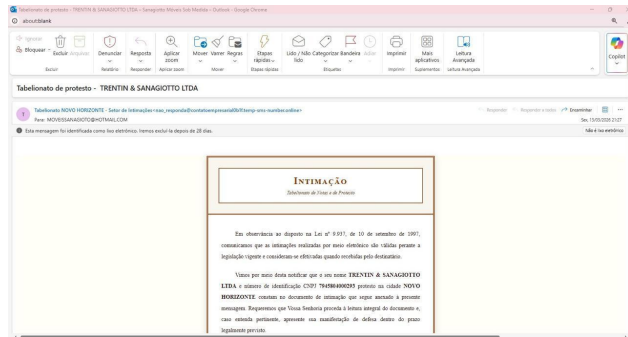 Tabelionato de protesto - TRENTIN & SANAGIOTTO LTDA - Sanagiotto Móveis Sob Medida - Outlook - Google Chrome
about:blank
Ignorar
Bloquear
Excluir
Arquivar
Denunciar
Resposta
Aplicar zoom
Mover
Varrer
Regras
Etapas rápidas
Lido / Não lido
Categorizar
Bandeira
Adiar
Imprimir
Mais aplicativos
Leitura Avançada
Copilot
Excluir
Relatório
Responder
Aplicar zoom
Mover
Etapas rápidas
Etiquetas
Imprimir
Suplementos
Leitura Avançada
Tabelionato de protesto - TRENTIN & SANAGIOTTO LTDA
Tabelionato NOVO HORIZONTE - Setor de Intimações
Para: MOVEISSANAGIOTO@HOTMAIL.COM
Responder
Responder a todos
Encaminhar
Sex, 13/03/2026 21:27
Esta mensagem foi identificada como lixo eletrônico. Iremos excluí-la depois de 28 dias.
Não é lixo eletrônico
INTIMAÇÃO
Tabelionato de Notas e de Protesto
Em observância ao disposto na Lei nº 9.937, de 10 de setembro de 1997,
comunicamos que as intimações realizadas por meio eletrônico são válidas perante a
legislação vigente e consideram-se efetivadas quando recebidas pelo destinatário.
Vimos por meio desta notificar que o seu nome TRENTIN & SANAGIOTTO
LTDA e número de identificação CNPJ 7945804000293 protesto na cidade NOVO
HORIZONTE constam no documento de intimação que segue anexado à presente
mensagem. Requeremos que Vossa Senhoria proceda à leitura integral do documento e,
caso entenda pertinente, apresente sua manifestação de defesa dentro do prazo
legalmente previsto.